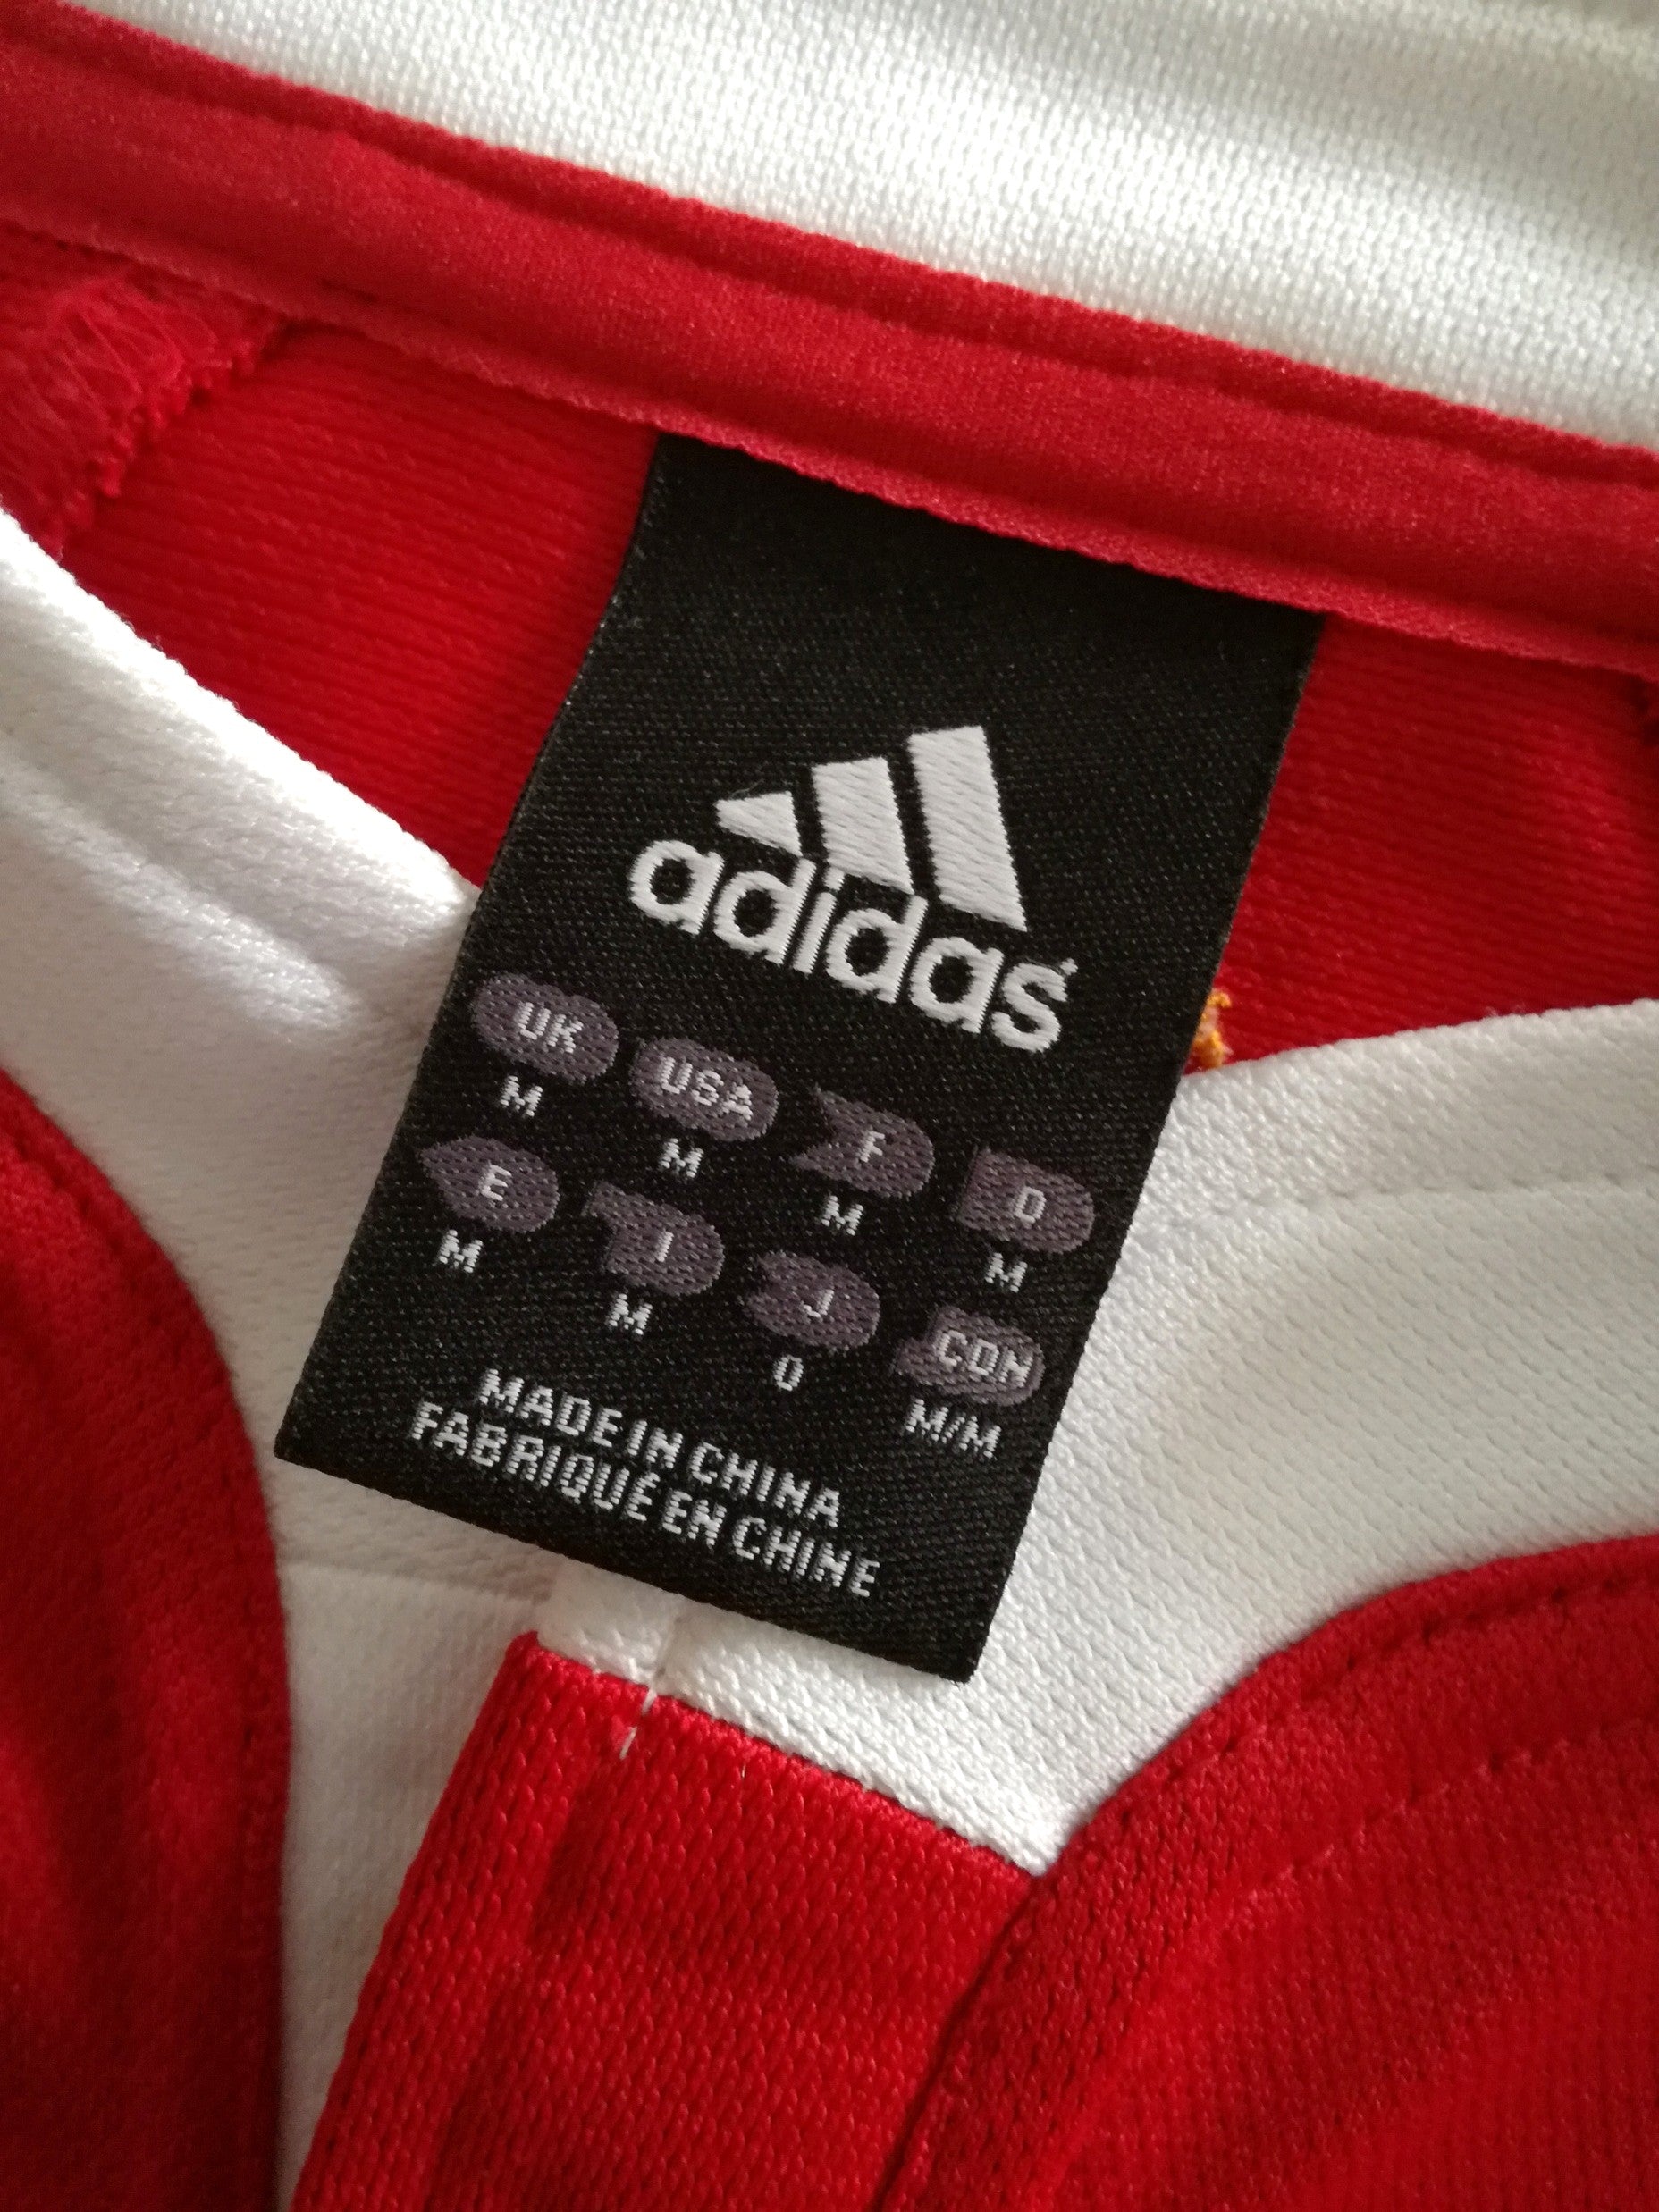 adidas
UK USA F D
M M M M
E I J CDN
M M O M/M
MADE IN CHINA
FABRIQUÉ EN CHINE